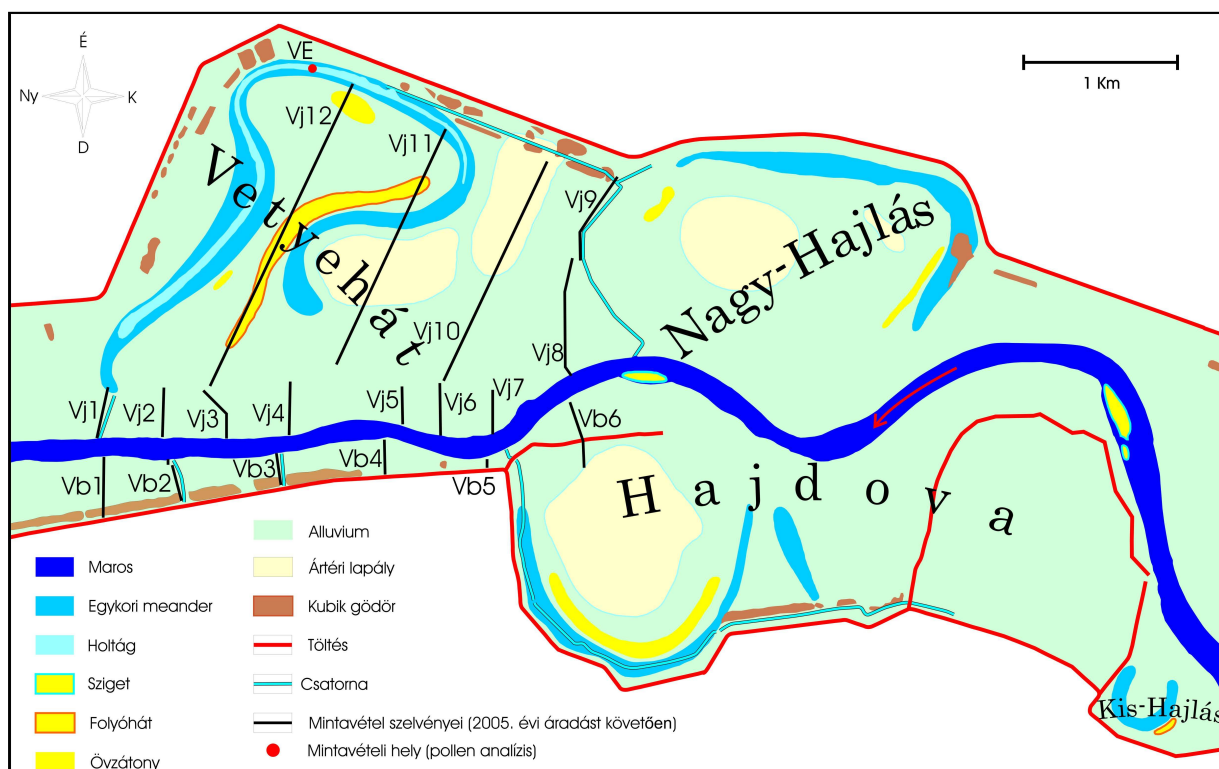 É
Ny
K
D
1 Km
VE
Vj12
Vj11
Vj9
Vetyehát
Nagy-Hajlás
Vj10
Vj8
Vj1
Vj2
Vj3
Vj4
Vj5
Vj6
Vj7
Vb6
Vb1
Vb2
Vb3
Vb4
Vb5
Hajdova
Kis-Hajlás
Maros
Egykori meander
Holtág
Sziget
Folyóhát
Övzátony
Alluvium
Ártéri lapály
Kubik gödör
Töltés
Csatorna
Mintavétel szelvényei (2005. évi áradást követően)
Mintavételi hely (pollen analízis)